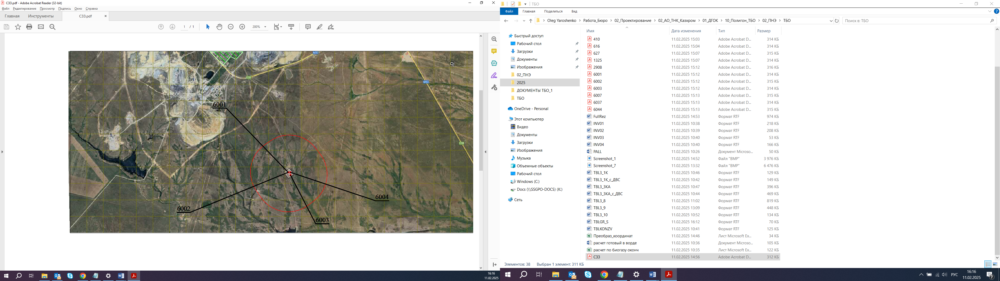 C33.pdf - Adobe Acrobat Reader (32-bit)
Файл Редактирование Просмотр Подпись Окно Справка
Главная Инструменты C33.pdf ×
1 / 1 200%
M32
M32
E38
E38
6001
6002
6003
6004
16:16
11.02.2025
ТБО
Файл Главная Поделиться Вид
Oleg Yaroshenko > Работа_Бюро > 02_Проектирование > 02_АО_ТНК_Казхром > 01_ДГОК > 10_Полигон_ТБО > 02_ПНЭ > ТБО
Поиск в: ТБО
Быстрый доступ
Рабочий стол
Загрузки
Документы
Изображения
02_ПНЭ
2025
ДОКУМЕНТЫ ТБО_1
ТБО
OneDrive - Personal
Этот компьютер
Видео
Документы
Загрузки
Изображения
Музыка
Объемные объекты
Рабочий стол
Windows (C:)
Docs (\\SSGPO-DOCS) (K:)
Сеть
Имя Дата изменения Тип Размер
410 11.02.2025 15:03 Adobe Acrobat D... 314 КБ
616 11.02.2025 15:04 Adobe Acrobat D... 314 КБ
627 11.02.2025 15:07 Adobe Acrobat D... 315 КБ
1325 11.02.2025 15:07 Adobe Acrobat D... 314 КБ
2908 11.02.2025 15:12 Adobe Acrobat D... 316 КБ
6001 11.02.2025 15:12 Adobe Acrobat D... 314 КБ
6002 11.02.2025 15:12 Adobe Acrobat D... 315 КБ
6003 11.02.2025 15:12 Adobe Acrobat D... 314 КБ
6007 11.02.2025 15:13 Adobe Acrobat D... 315 КБ
6037 11.02.2025 15:13 Adobe Acrobat D... 314 КБ
6044 11.02.2025 15:13 Adobe Acrobat D... 315 КБ
FullRez 11.02.2025 14:53 Формат RTF 974 КБ
INV01 11.02.2025 10:38 Формат RTF 218 КБ
INV02 11.02.2025 10:39 Формат RTF 208 КБ
INV03 11.02.2025 10:40 Формат RTF 53 КБ
INV04 11.02.2025 10:40 Формат RTF 166 КБ
PALL 11.02.2025 10:26 Документ Microso... 50 КБ
Screenshot_1 11.02.2025 14:52 Файл "BMP" 3 976 КБ
Screenshot_7 11.02.2025 13:32 Файл "BMP" 6 476 КБ
TBL3_1К 11.02.2025 10:46 Формат RTF 129 КБ
TBL3_1К_с_ДВС 11.02.2025 10:42 Формат RTF 149 КБ
TBL3_3КА 11.02.2025 10:47 Формат RTF 396 КБ
TBL3_3КА_с_ДВС 11.02.2025 10:44 Формат RTF 469 КБ
TBL3_8 11.02.2025 11:02 Формат RTF 819 КБ
TBL3_9 11.02.2025 13:09 Формат RTF 448 КБ
TBL3_10 11.02.2025 10:52 Формат RTF 134 КБ
TBLGR_S 11.02.2025 16:12 Формат RTF 70 КБ
TBLKONZV 11.02.2025 10:41 Формат RTF 125 КБ
Преобраз_координат 11.02.2025 14:46 Лист Microsoft Ex... 34 КБ
расчет готовый в ворде 11.02.2025 10:36 Документ Microso... 105 КБ
расчет по биогазу оконч 11.02.2025 10:35 Лист Microsoft Ex... 122 КБ
С33 11.02.2025 14:56 Adobe Acrobat D... 312 КБ
Элементов: 38 Выбран 1 элемент: 311 КБ
РУС
16:16
11.02.2025
7